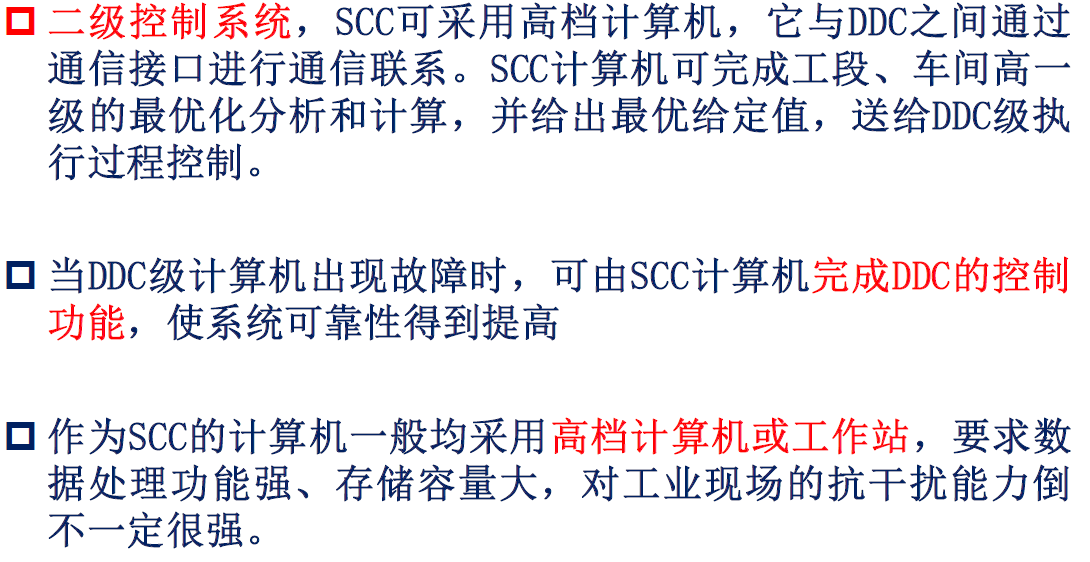 二级控制系统，SCC可采用高档计算机，它与DDC之间通过
通信接口进行通信联系。SCC计算机可完成工段、车间高一
级的最优化分析和计算，并给出最优给定值，送给DDC级执
行过程控制。
当DDC级计算机出现故障时，可由SCC计算机完成DDC的控制
功能，使系统可靠性得到提高
作为SCC的计算机一般均采用高档计算机或工作站，要求数
据处理功能强、存储容量大，对工业现场的抗干扰能力倒
不一定很强。